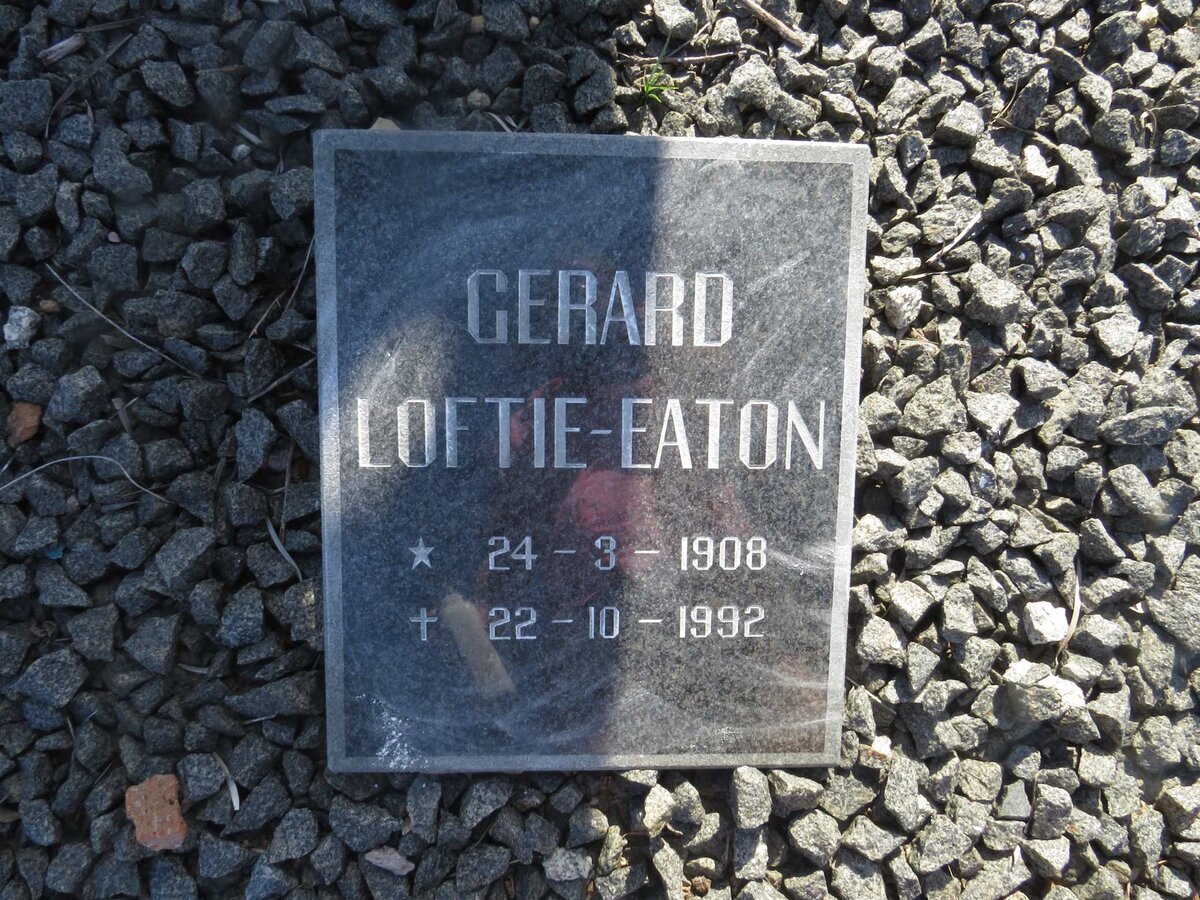 GERARD
LOFTIE-EATON
★ 24 - 3 - 1908
✝ 22 - 10 - 1992